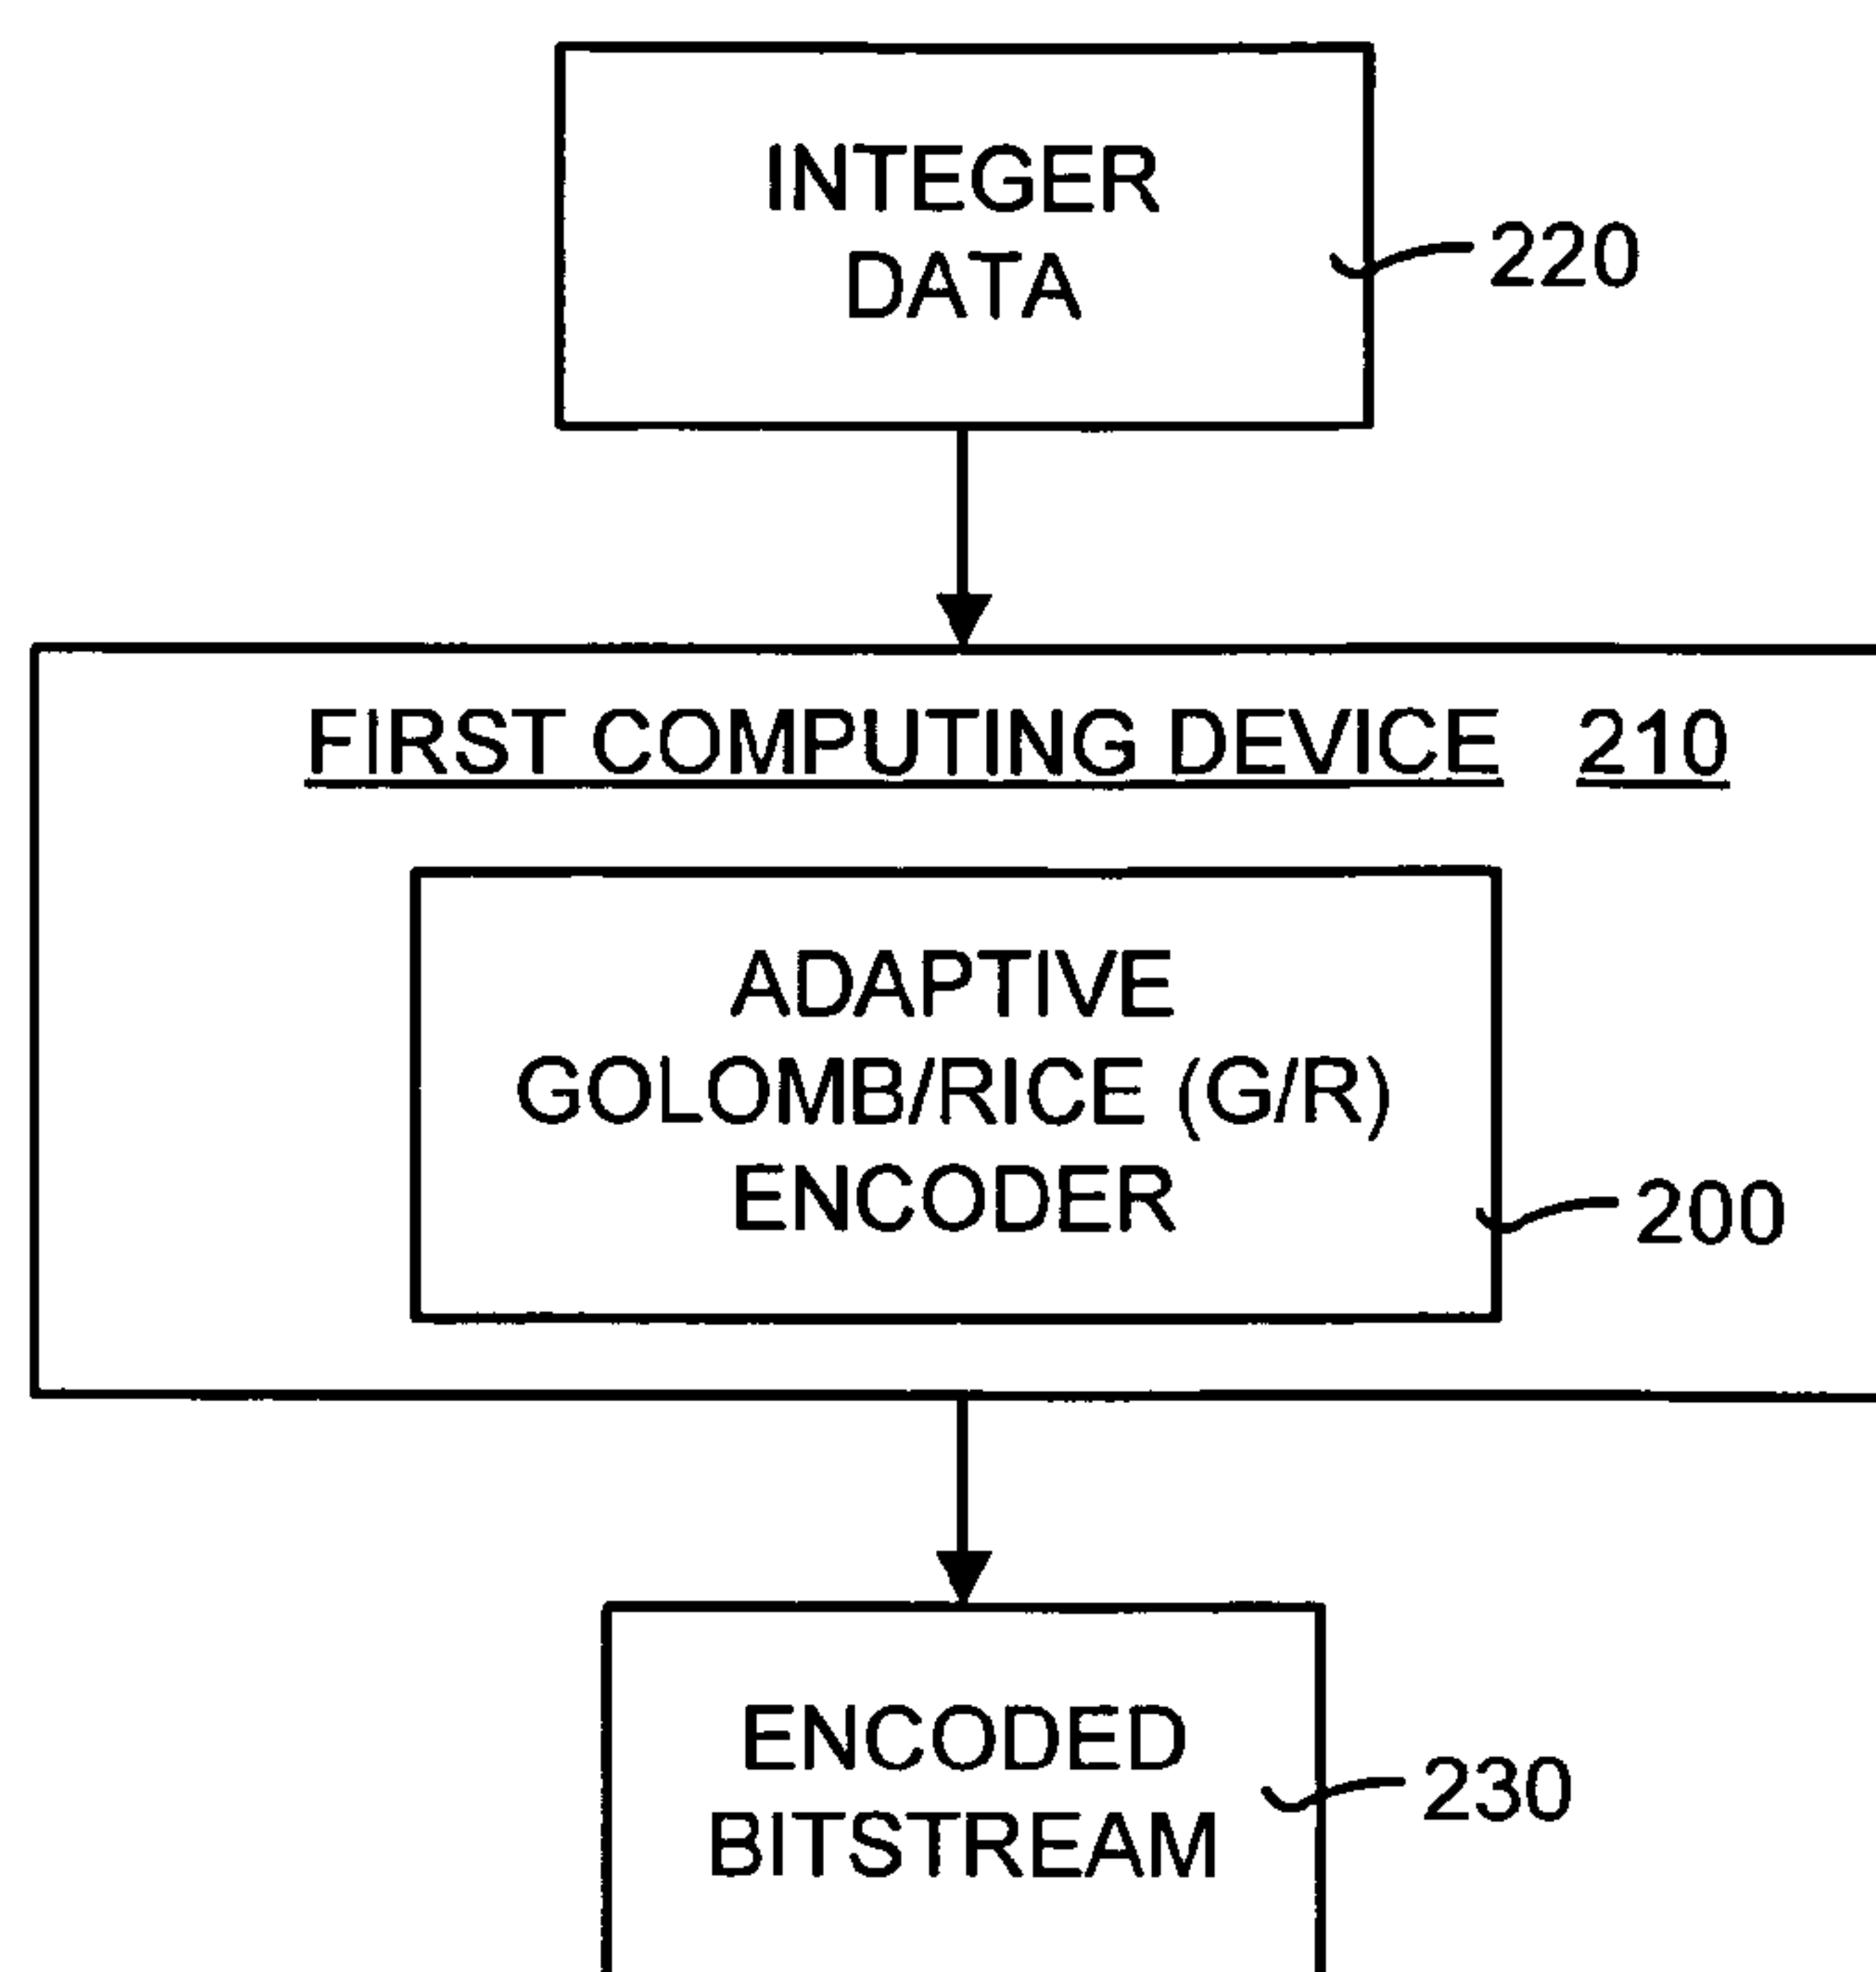 INTEGER
DATA
220
FIRST COMPUTING DEVICE 210
ADAPTIVE
GOLOMB/RICE (G/R)
ENCODER
200
ENCODED
BITSTREAM
230